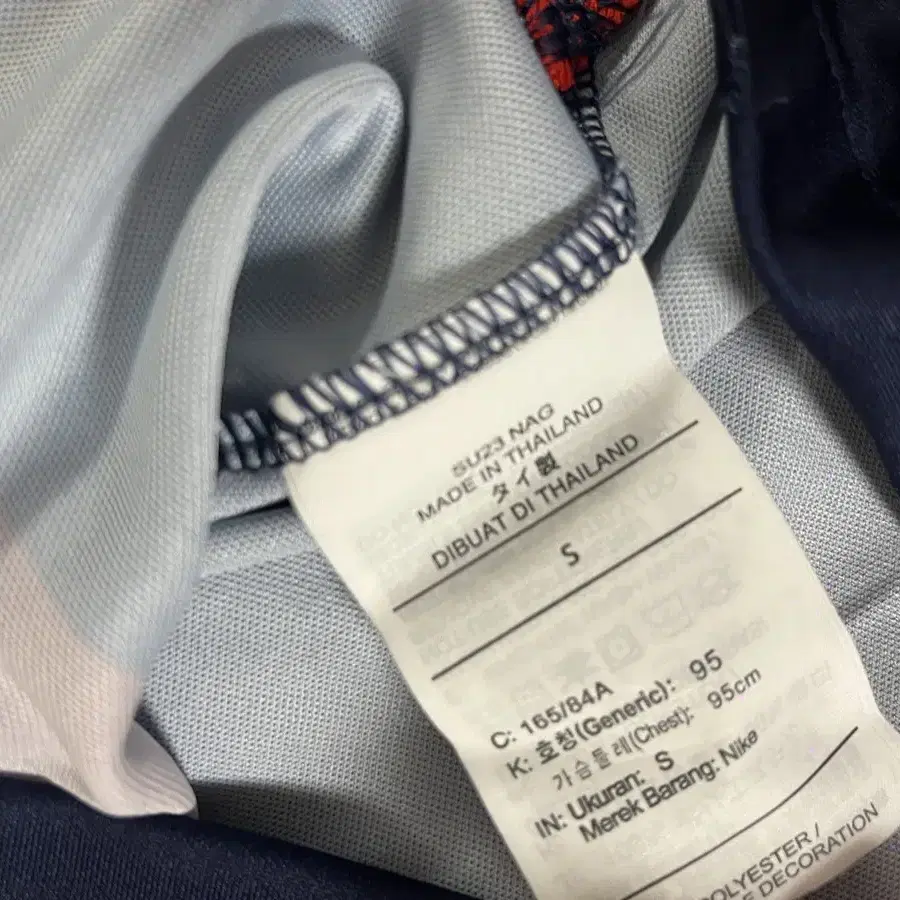 SU23 NAG
MADE IN THAILAND
タイ製
DIBUAT DI THAILAND
S
C: 165/84A
K: 호칭(Generic): 95
가슴둘레(Chest): 95cm
IN: Ukuran: S
Merek Barang: Nike
POLYESTER /
DECORATION